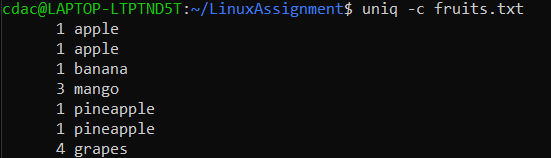 cdac@LAPTOP-LTPTND5T:~/LinuxAssignment$ uniq -c fruits.txt
      1 apple
      1 apple
      1 banana
      3 mango
      1 pineapple
      1 pineapple
      4 grapes